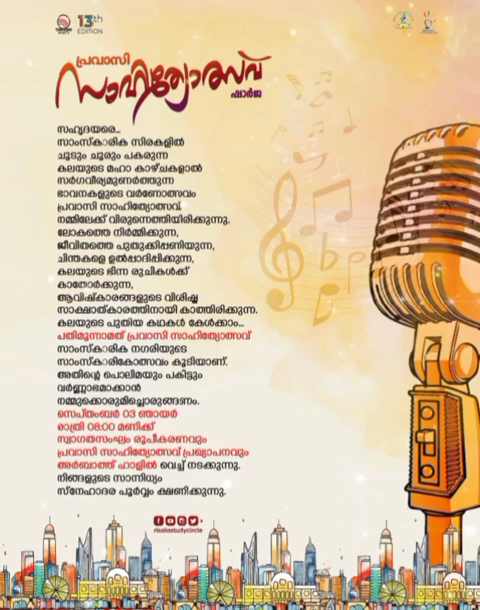 13th
EDITION
പ്രവാസി
സാഹിത്യോത്സവ്
ഷാർജ
സഹൃദയരെ...
സാംസ്കാരിക സിരകളിൽ
ചൂടും ചൂരും പകരുന്ന
കലയുടെ മഹാ കാഴ്ചകളാൽ
സർഗവീര്യമുണർത്തുന്ന
ഭാവനകളുടെ വർണോത്സവം
പ്രവാസി സാഹിത്യോത്സവ്.
നമ്മിലേക്ക് വിരുന്നെത്തിയിരിക്കുന്നു.
ലോകത്തെ നിർമ്മിക്കുന്ന,
ജീവിതത്തെ പുതുക്കിപ്പണിയുന്ന,
ചിന്തകളെ ഉൽപ്പാദിപ്പിക്കുന്ന,
കലയുടെ ഭിന്ന രുചികൾക്ക്
കാതോർക്കുന്ന,
ആവിഷ്കാരങ്ങളുടെ വിശിഷ്ട
സാക്ഷാത്കാരത്തിനായി കാത്തിരിക്കുന്ന.
കലയുടെ പുതിയ കഥകൾ കേൾക്കാം..
പതിമൂന്നാമത് പ്രവാസി സാഹിത്യോത്സവ്
സാംസ്കാരിക നഗരിയുടെ
സാംസ്കാരികോത്സവം കൂടിയാണ്.
അതിന്റെ പൊലിമയും പകിട്ടും
വർണ്ണാഭമാക്കാൻ
നമ്മുക്കൊരുമിച്ചൊരുങ്ങണം.
സെപ്തംബർ 03 ഞായർ
രാത്രി 08:00 മണിക്ക്
സ്വാഗതസംഘം രൂപീകരണവും
പ്രവാസി സാഹിത്യോത്സവ് പ്രഖ്യാപനവും
അർബാത്ത് ഹാളിൽ വെച്ച് നടക്കുന്നു.
നിങ്ങളുടെ സാന്നിധ്യം
സ്നേഹാദര പൂർവ്വം ക്ഷണിക്കുന്നു.
risalastudycircle